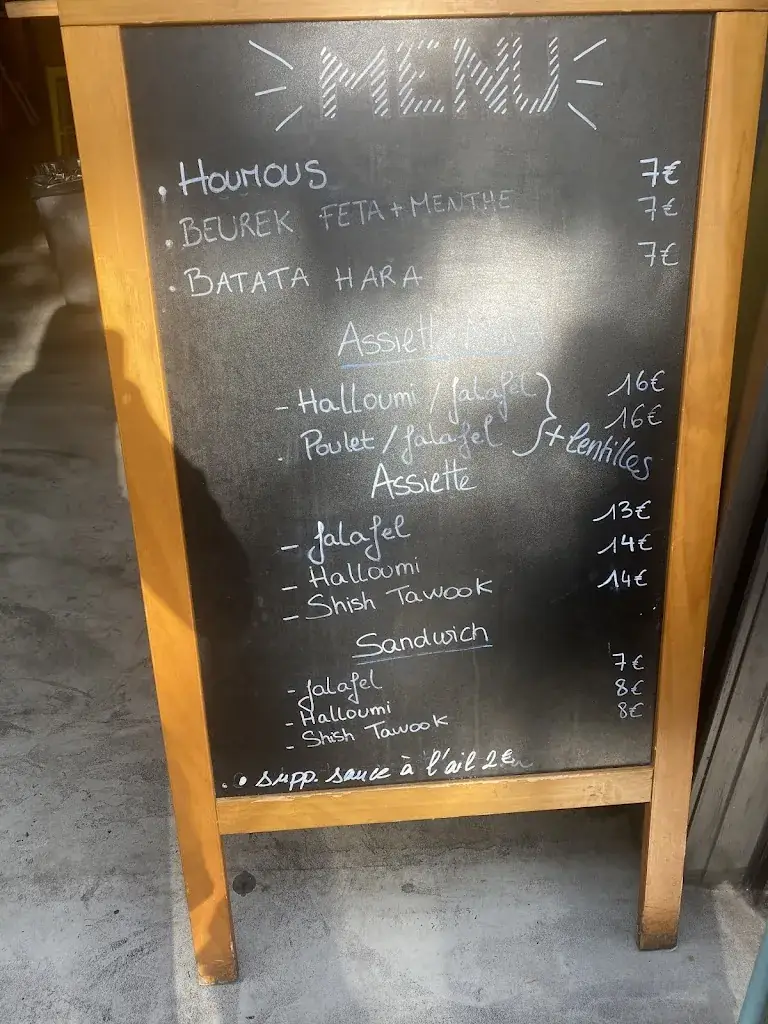 MENU
• HOUMOUS 7€
• BEUREK FETA + MENTHE 7€
• BATATA HARA 7€
Assiette
- Halloumi / falafel 16€
- Poulet / falafel 16€
+ lentilles
Assiette
- falafel 13€
- Halloumi 14€
- Shish Tawook 14€
Sandwich
- falafel 7€
- Halloumi 8€
- Shish Tawook 8€
• supp. sauce à l'ail 2€